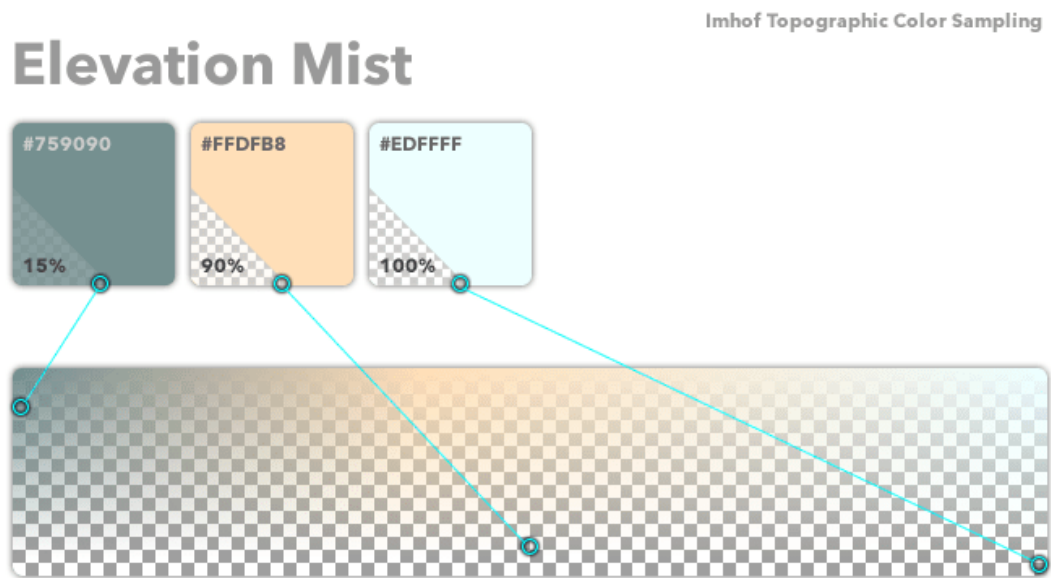 Imhof Topographic Color Sampling
Elevation Mist
#759090
#FFDFB8
#EDFFFF
15%
90%
100%